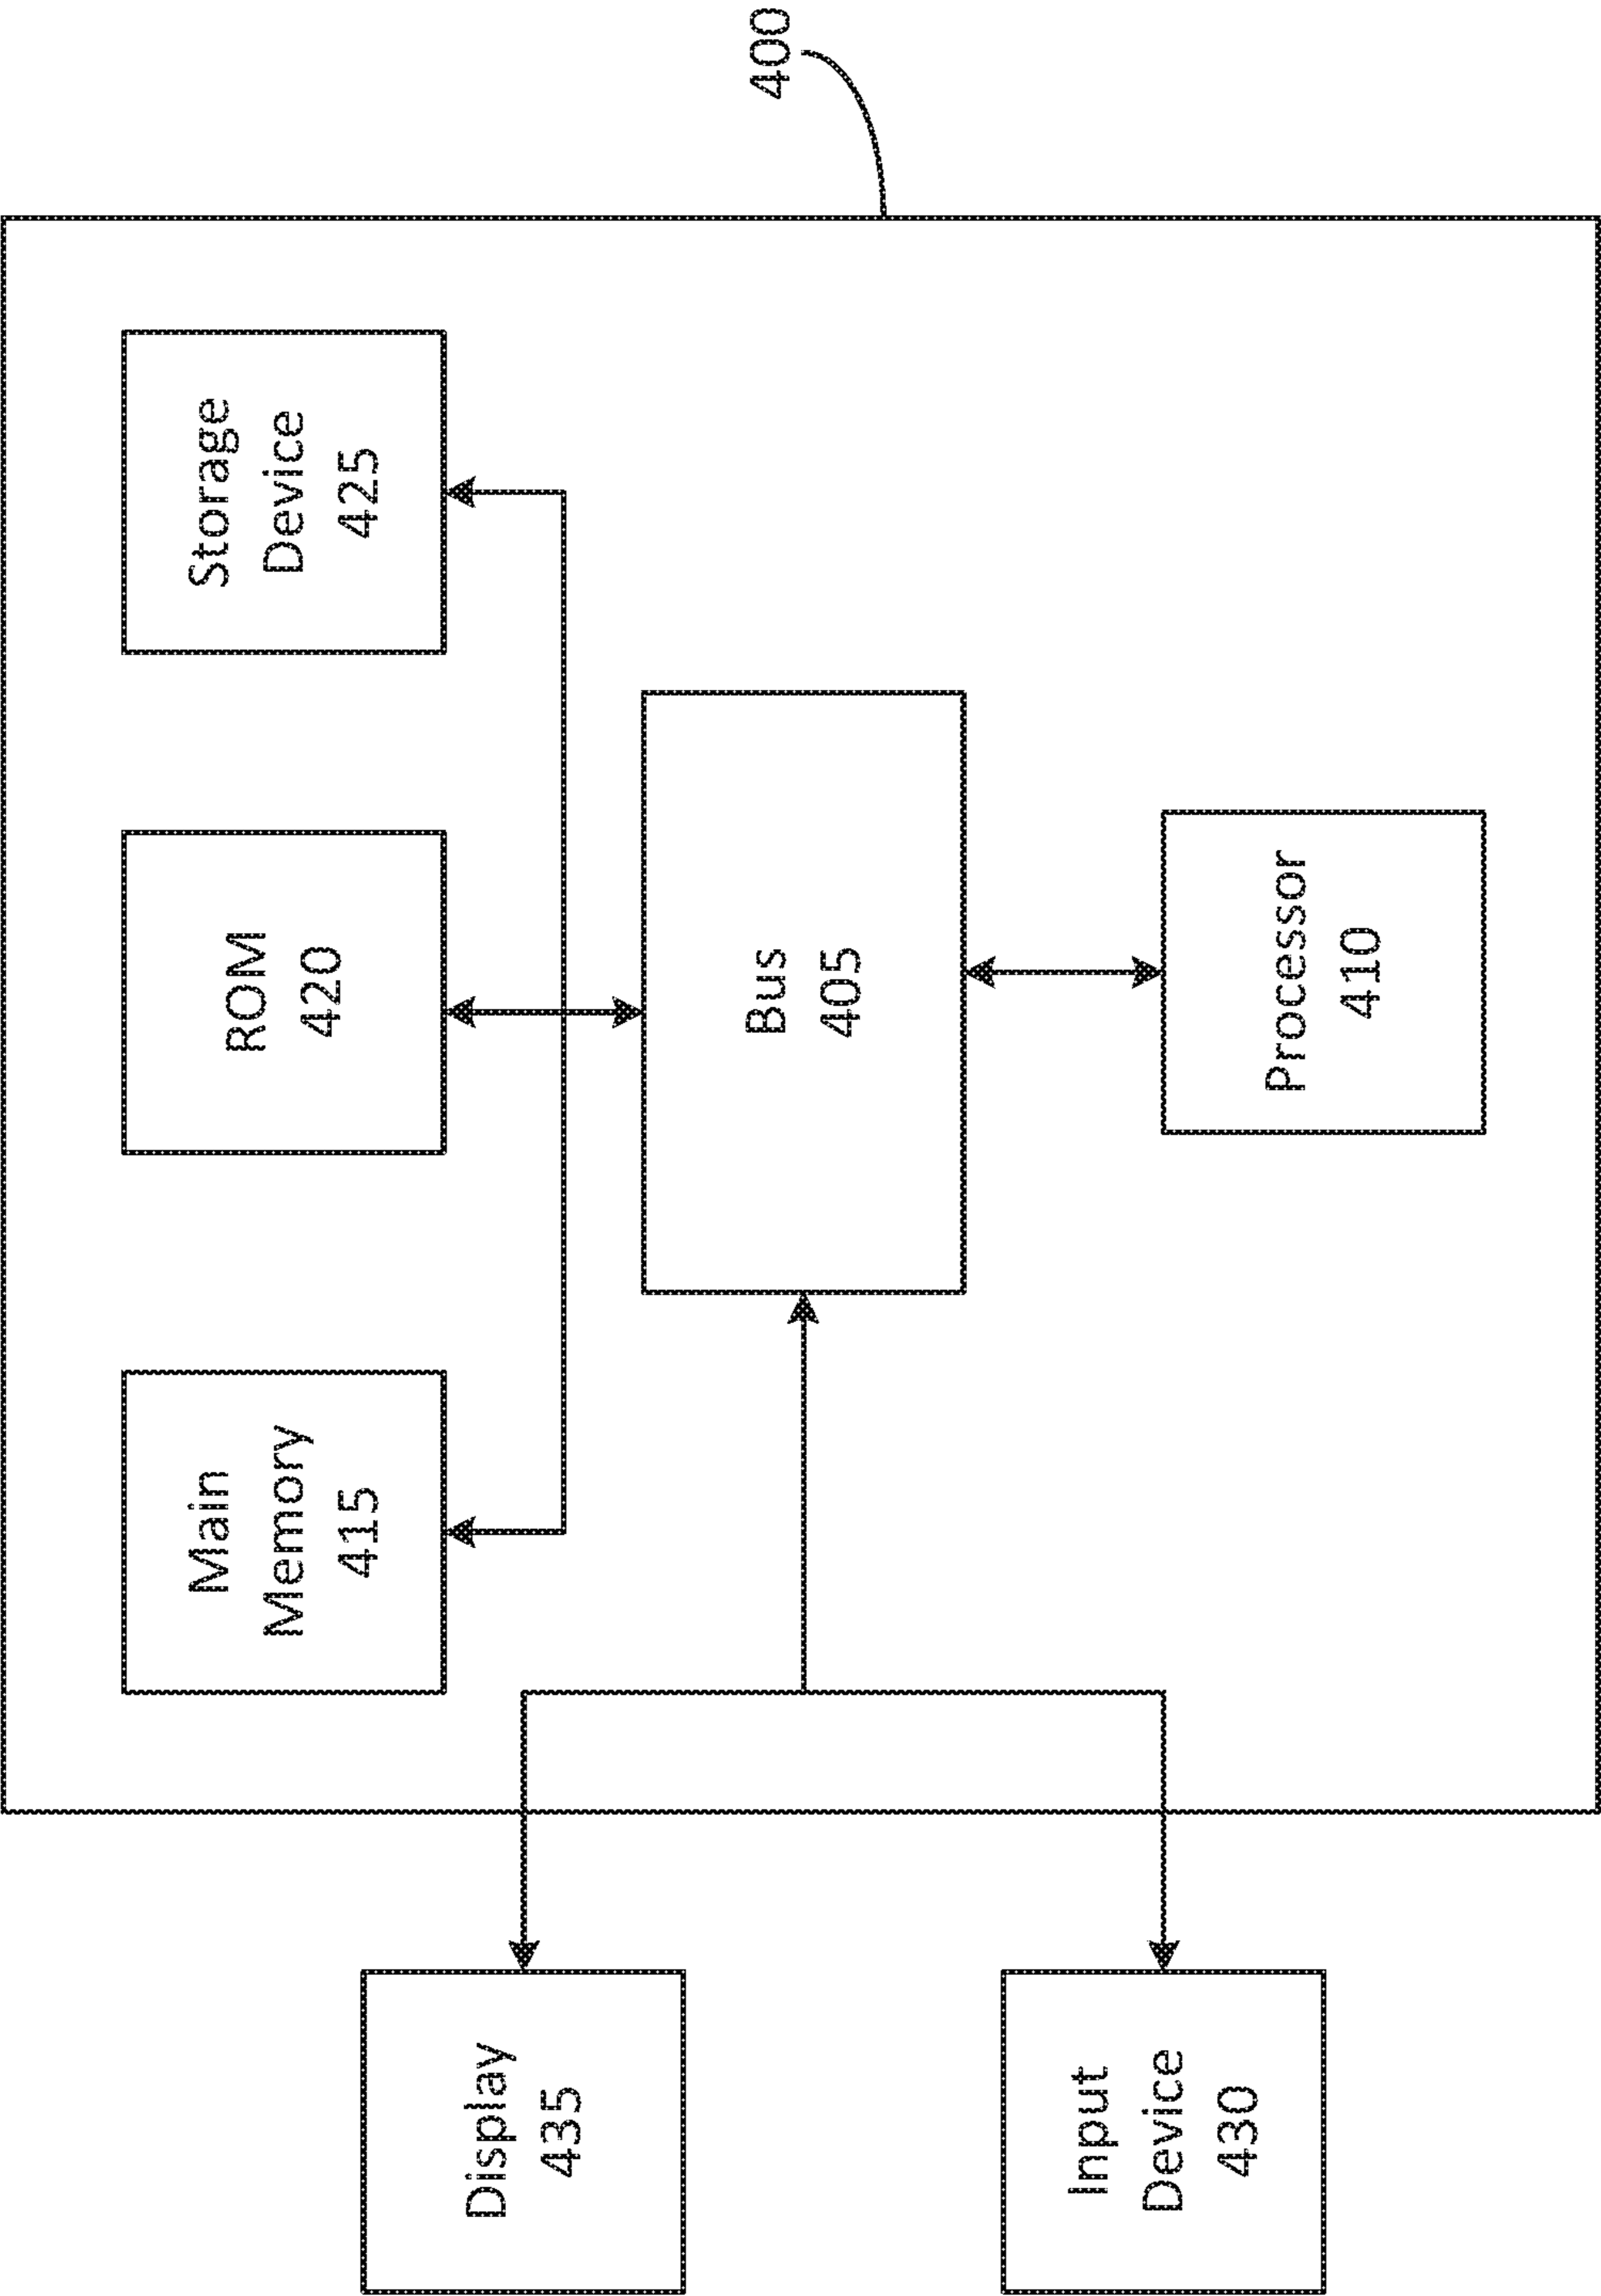 400
Main
Memory
415
ROM
420
Storage
Device
425
Display
435
Bus
405
Input
Device
430
Processor
410